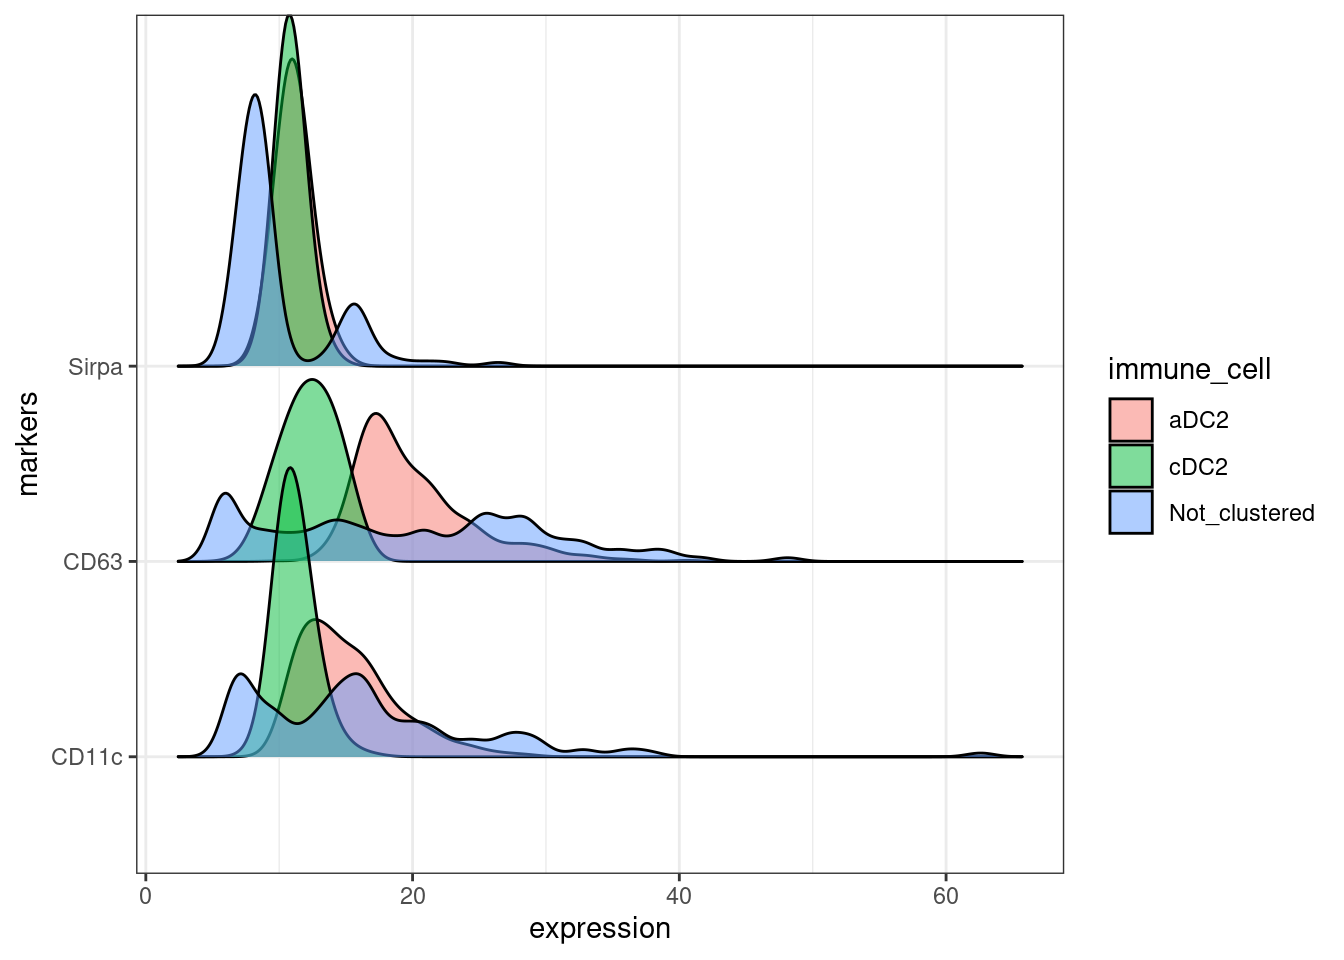 markers
Sirpa
CD63
CD11c
0 20 40 60
expression
immune_cell
aDC2
cDC2
Not_clustered